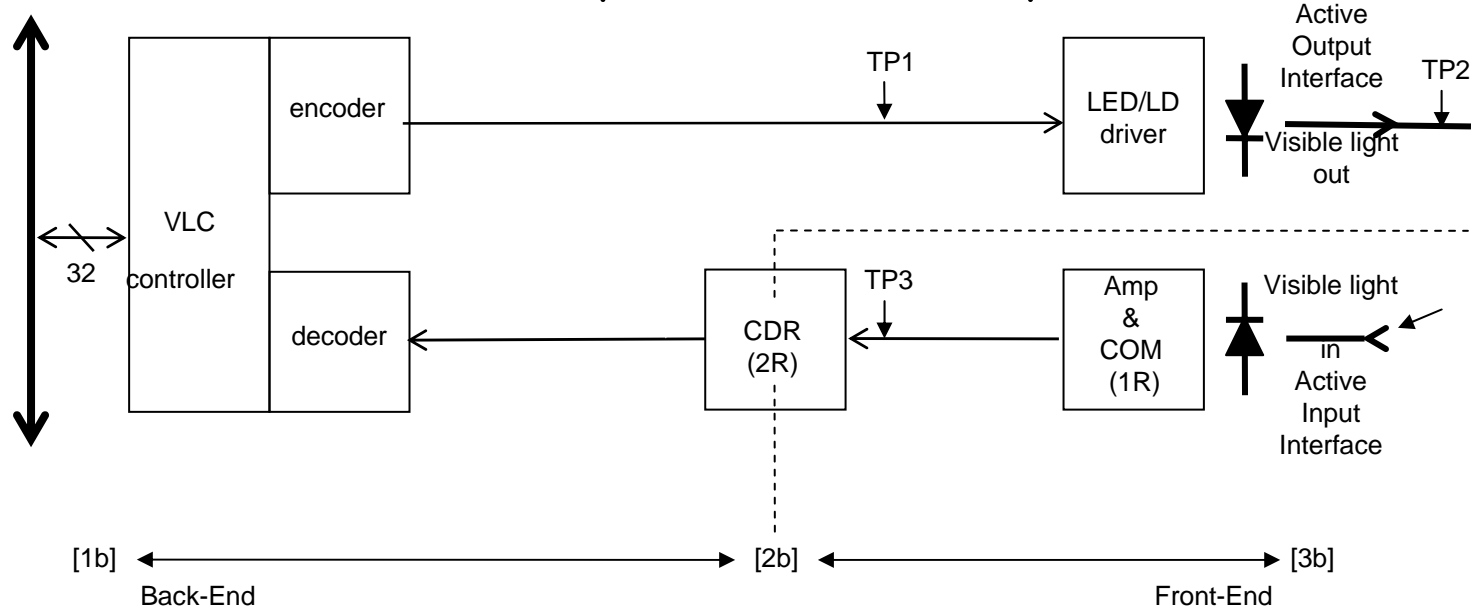 Active
Output
Interface
TP1
TP2
encoder
LED/LD
driver
Visible light
out
VLC
controller
32
decoder
CDR
(2R)
TP3
Amp
&
COM
(1R)
Visible light
in
Active
Input
Interface
[1b]
[2b]
[3b]
Back-End
Front-End